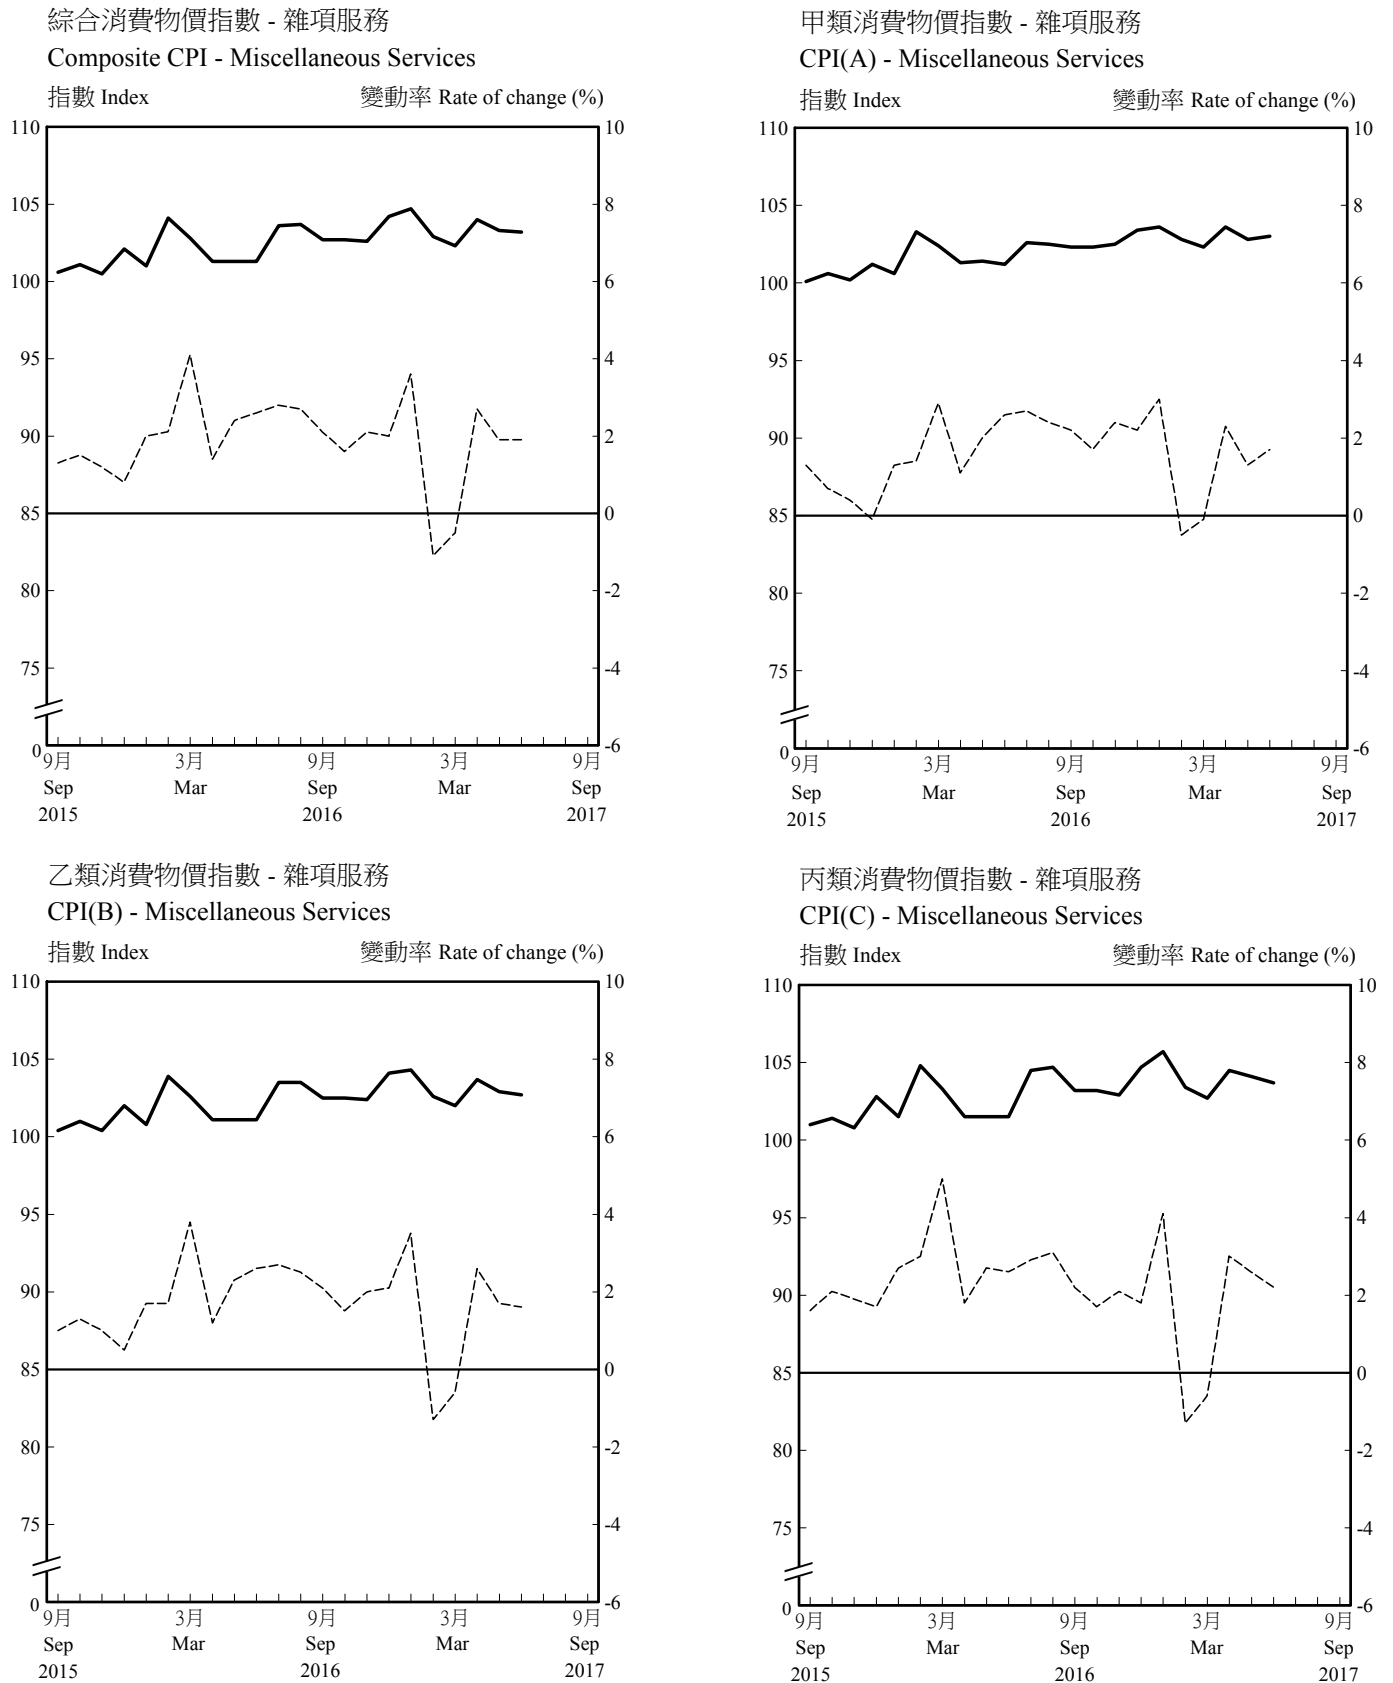 綜合消費物價指數 - 雜項服務
Composite CPI - Miscellaneous Services
指數 Index 變動率 Rate of change (%)
110 10
105 8
100 6
95 4
90 2
85 0
80 -2
75 -4
0 -6
9月 3月 9月 3月 9月
Sep Mar Sep Mar Sep
2015 2016 2017
甲類消費物價指數 - 雜項服務
CPI(A) - Miscellaneous Services
指數 Index 變動率 Rate of change (%)
110 10
105 8
100 6
95 4
90 2
85 0
80 -2
75 -4
0 -6
9月 3月 9月 3月 9月
Sep Mar Sep Mar Sep
2015 2016 2017
乙類消費物價指數 - 雜項服務
CPI(B) - Miscellaneous Services
指數 Index 變動率 Rate of change (%)
110 10
105 8
100 6
95 4
90 2
85 0
80 -2
75 -4
0 -6
9月 3月 9月 3月 9月
Sep Mar Sep Mar Sep
2015 2016 2017
丙類消費物價指數 - 雜項服務
CPI(C) - Miscellaneous Services
指數 Index 變動率 Rate of change (%)
110 10
105 8
100 6
95 4
90 2
85 0
80 -2
75 -4
0 -6
9月 3月 9月 3月 9月
Sep Mar Sep Mar Sep
2015 2016 2017